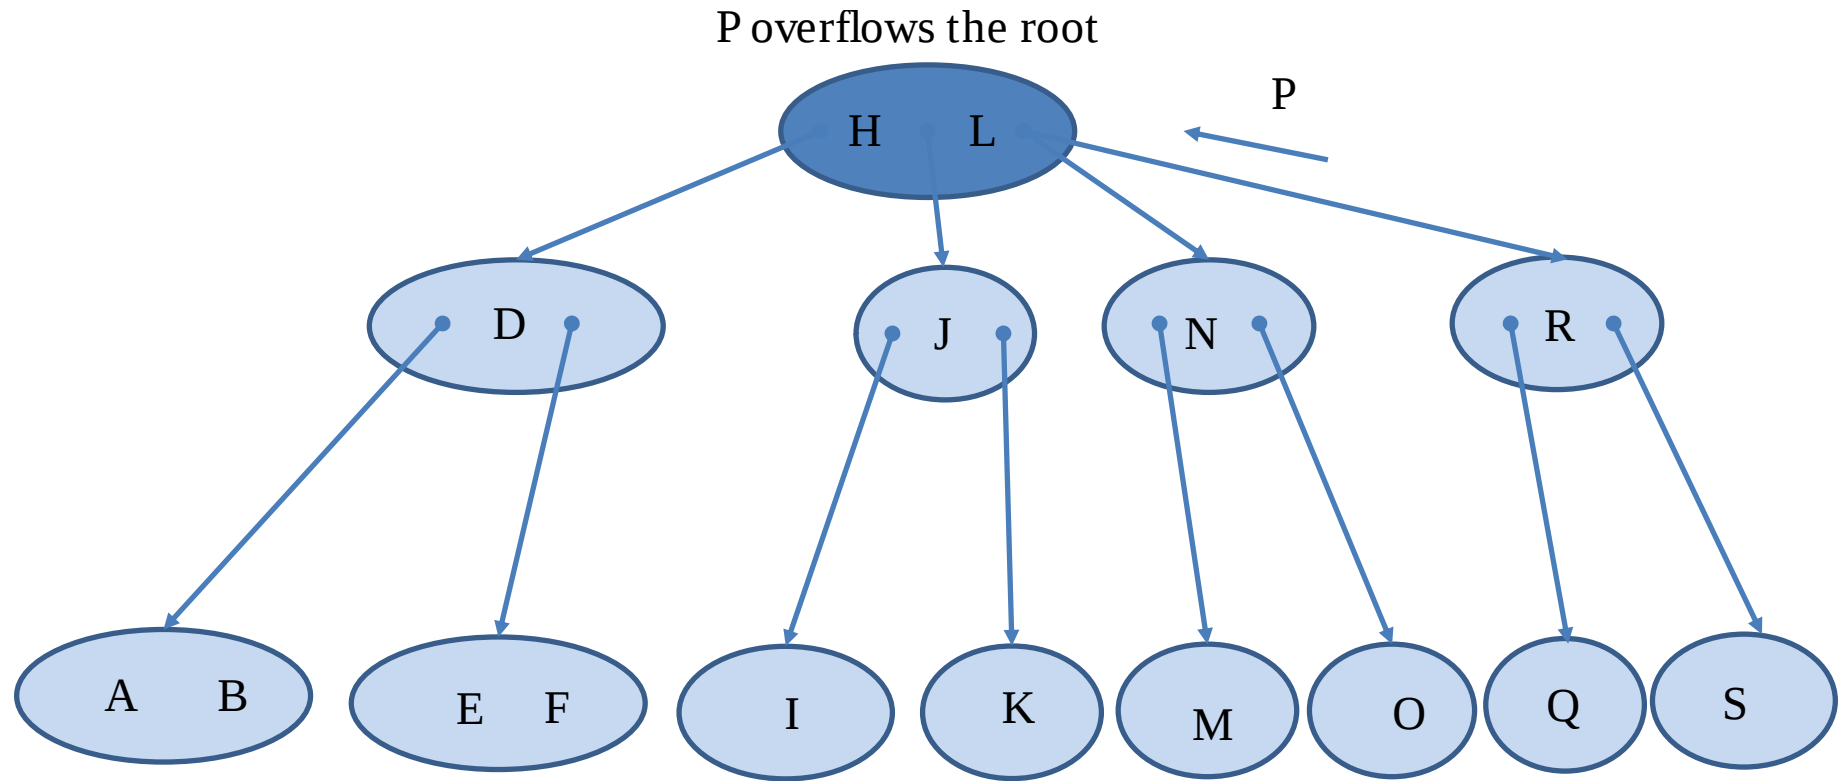 P overflows the root
P
H L
D J N R
A B E F I K M O Q S